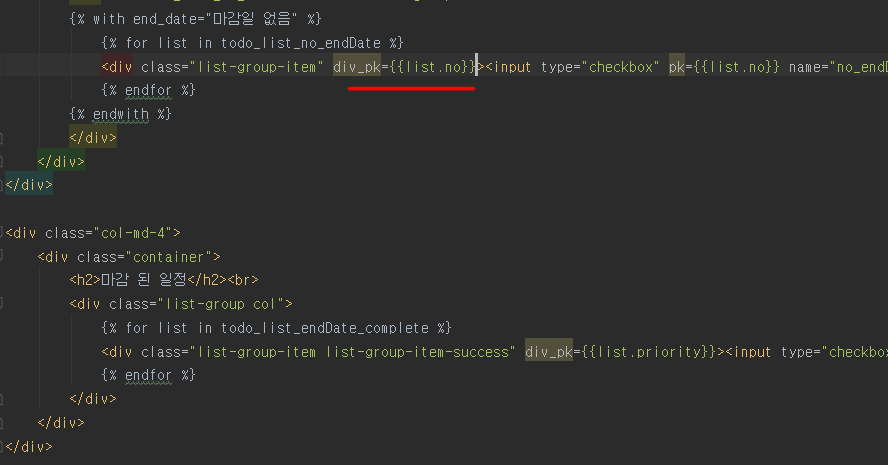 {% with end_date="마감일 없음" %}
{% for list in todo_list_no_endDate %}
<div class="list-group-item" div_pk={{list.no}}><input type="checkbox" pk={{list.no}} name="no_end
{% endfor %}
{% endwith %}
</div>
</div>
</div>
<div class="col-md-4">
<div class="container">
<h2>마감 된 일정</h2><br>
<div class="list-group col">
{% for list in todo_list_endDate_complete %}
<div class="list-group-item list-group-item-success" div_pk={{list.priority}}><input type="checkbox
{% endfor %}
</div>
</div>
</div>